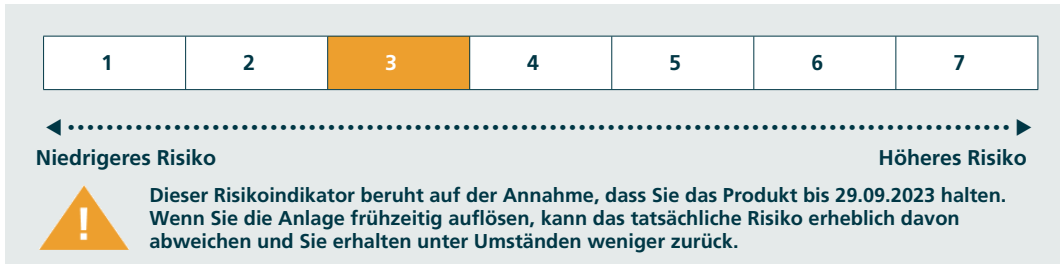 1 2 3 4 5 6 7
Niedrigeres Risiko Höheres Risiko
Dieser Risikoindikator beruht auf der Annahme, dass Sie das Produkt bis 29.09.2023 halten.
Wenn Sie die Anlage frühzeitig auflösen, kann das tatsächliche Risiko erheblich davon
abweichen und Sie erhalten unter Umständen weniger zurück.